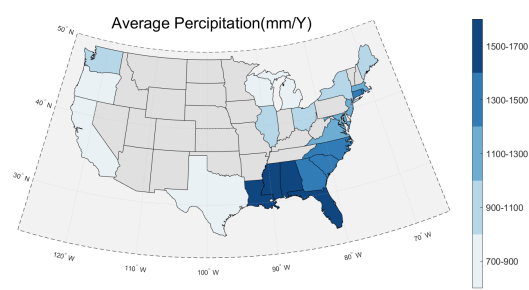 Average Percipitation(mm/Y)
50° N
40° N
30° N
120° W
110° W
100° W
90° W
80° W
70° W
1500-1700
1300-1500
1100-1300
900-1100
700-900